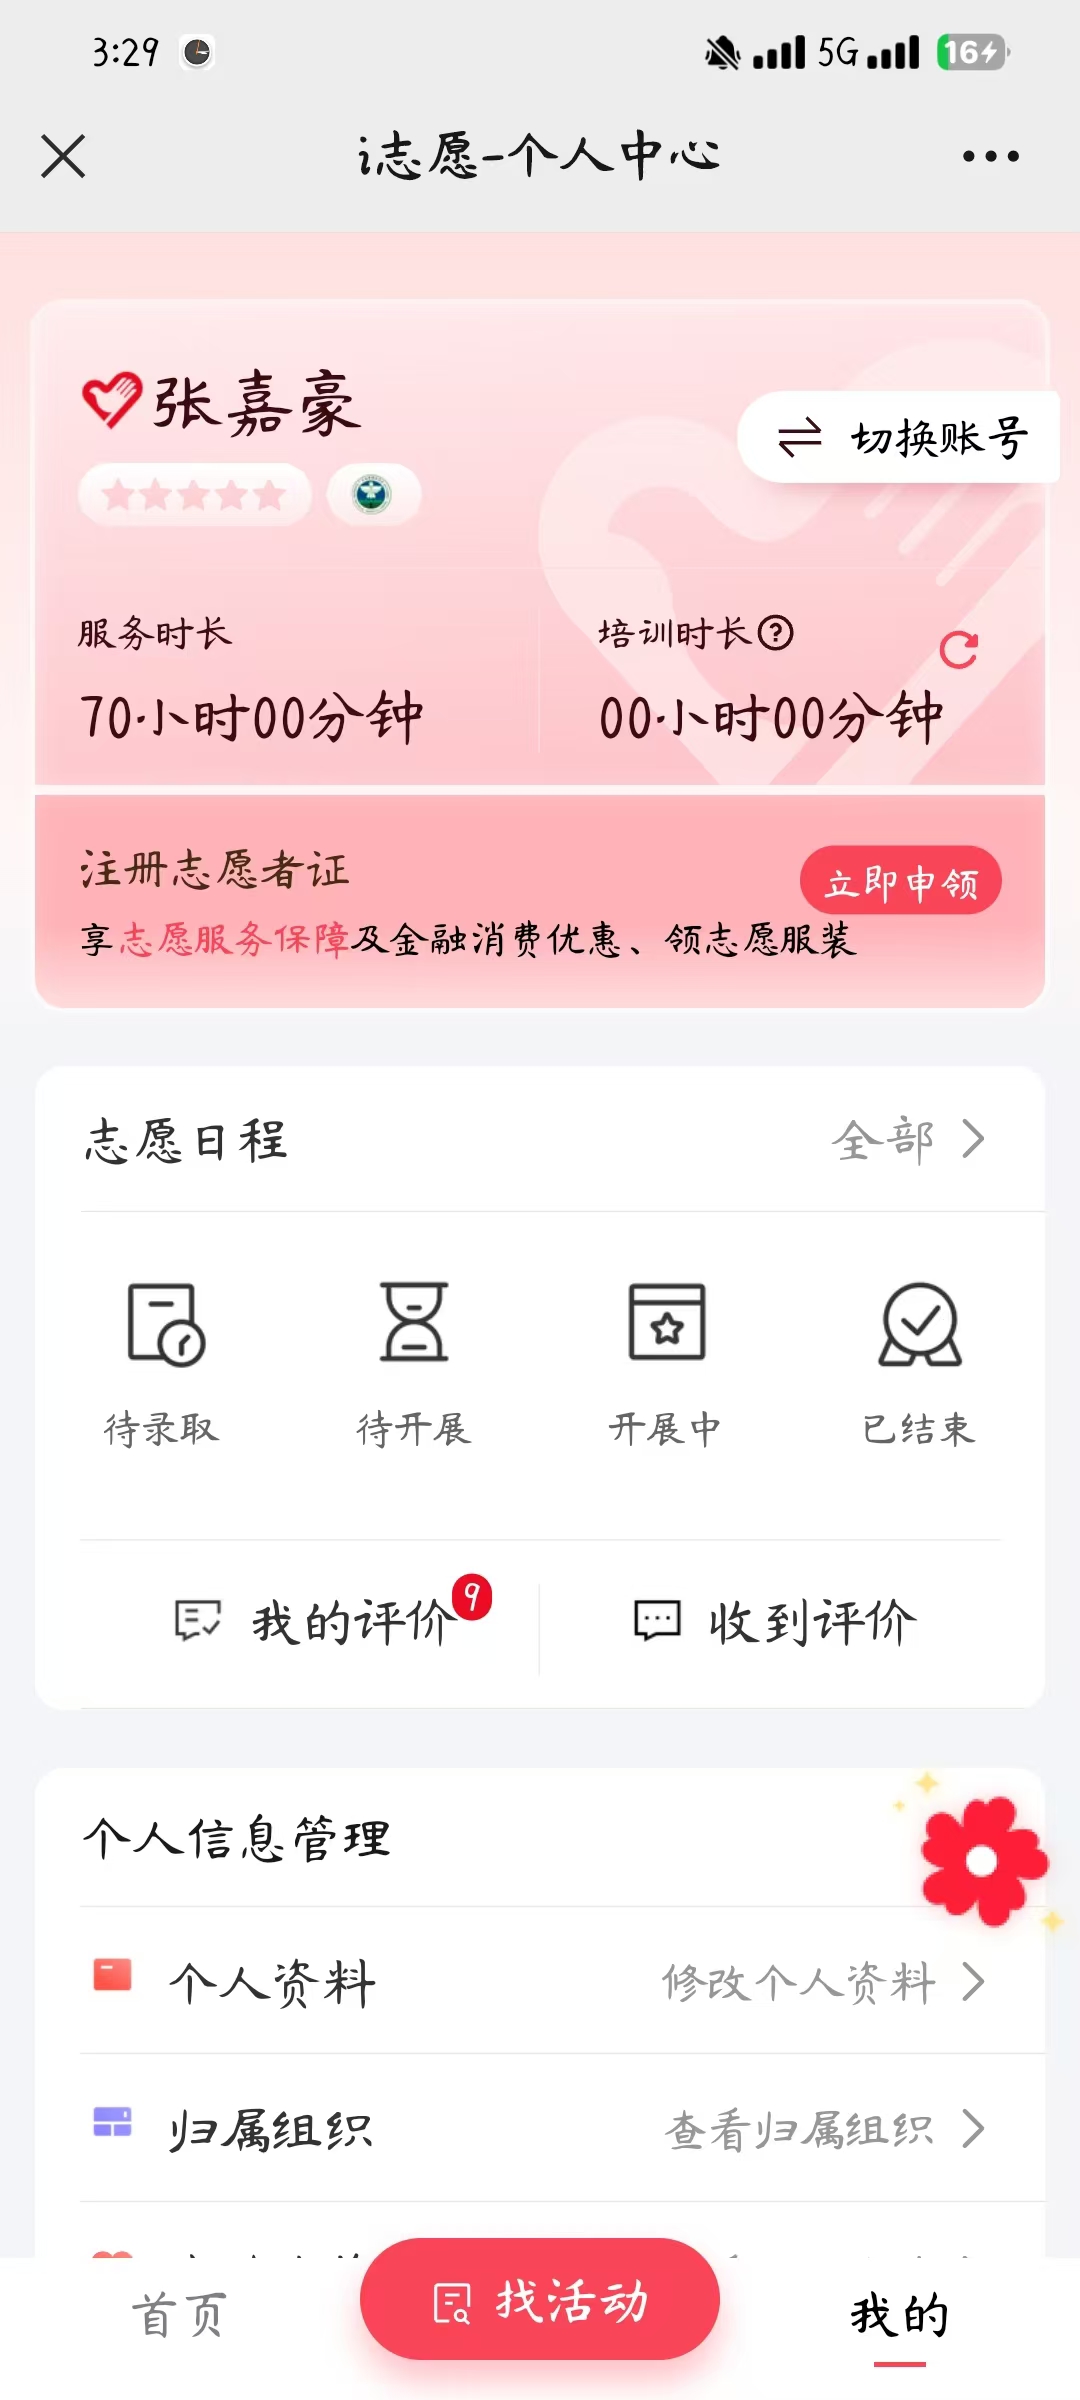 3:29 5G 16
i志愿-个人中心
张嘉豪
切换账号
服务时长 培训时长?
70小时00分钟 00小时00分钟
注册志愿者证 立即申领
享志愿服务保障及金融消费优惠、领志愿服装
志愿日程 全部
待录取 待开展 开展中 已结束
我的评价 9 收到评价
个人信息管理
个人资料 修改个人资料
归属组织 查看归属组织
首页 找活动 我的